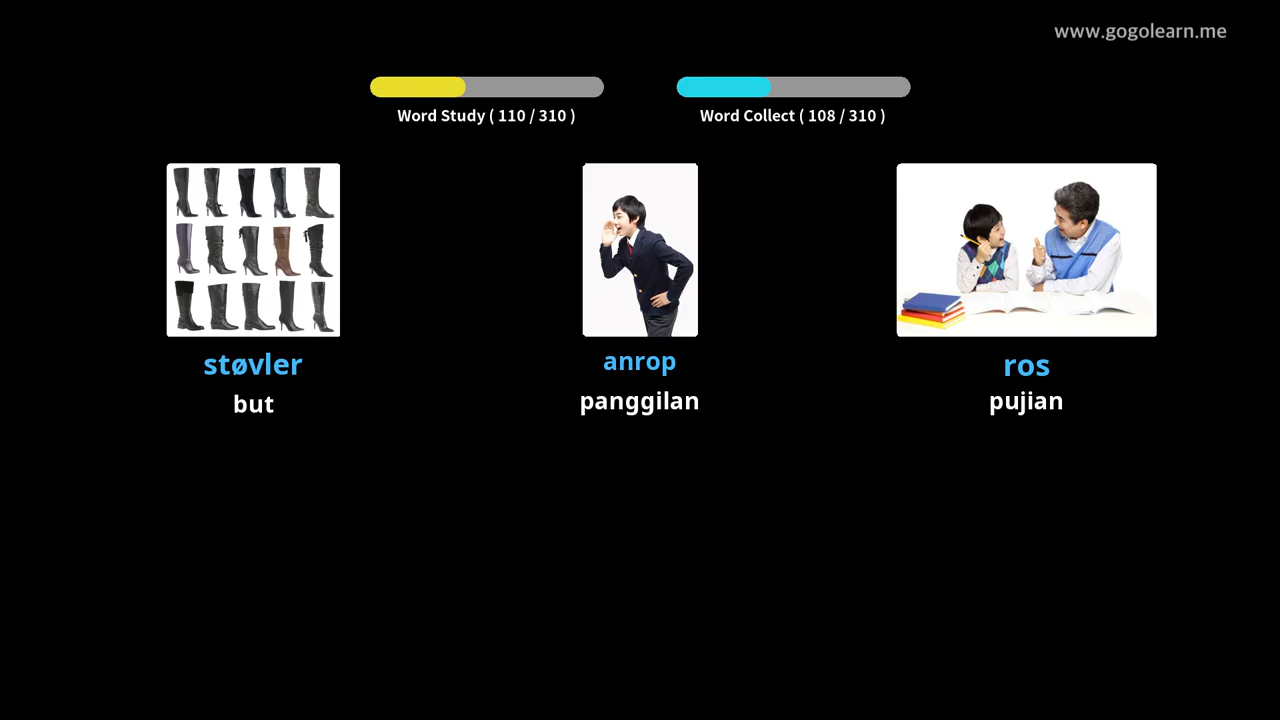 www.gogolearn.me
Word Study ( 110 / 310 )
Word Collect ( 108 / 310 )
støvler
but
anrop
panggilan
ros
pujian